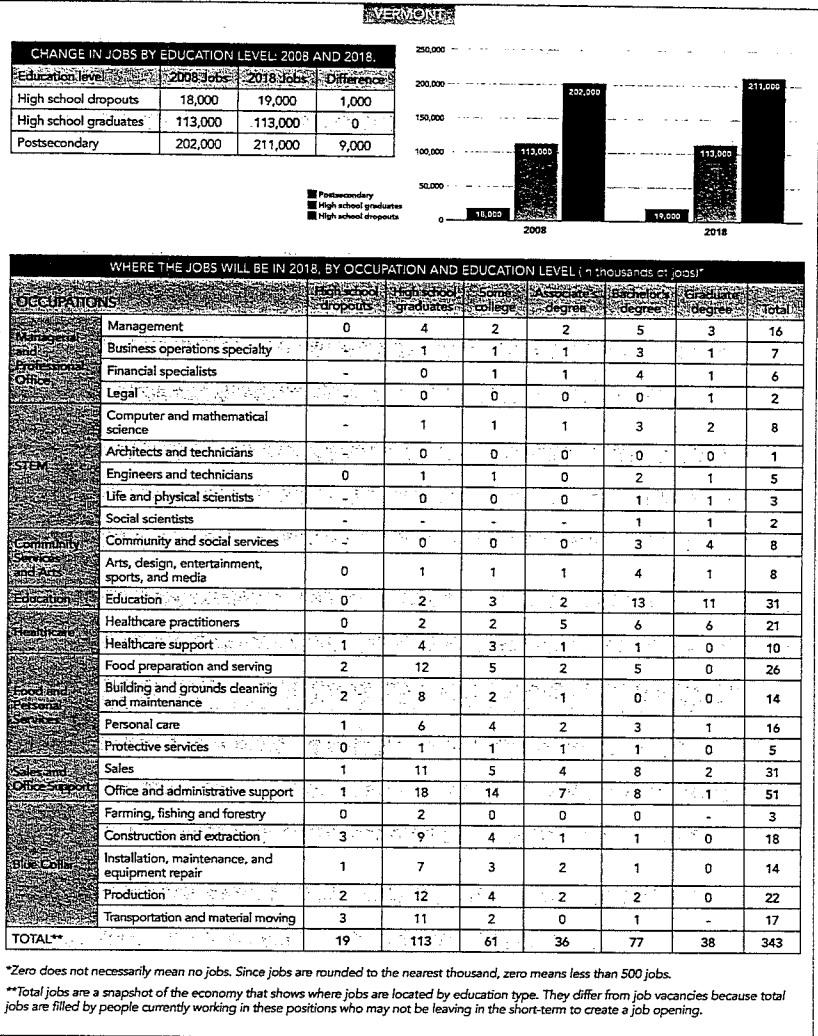 VERMONT
CHANGE IN JOBS BY EDUCATION LEVEL: 2008 AND 2018.
Education level 2008 Jobs 2018 Jobs Difference
High school dropouts 18,000 19,000 1,000
High school graduates 113,000 113,000 0
Postsecondary 202,000 211,000 9,000
250,000
200,000
150,000
100,000
50,000
0
18,000 113,000 202,000
19,000 113,000 211,000
2008 2018
Postsecondary
High school graduates
High school dropouts
WHERE THE JOBS WILL BE IN 2018, BY OCCUPATION AND EDUCATION LEVEL (in thousands of jobs)*
OCCUPATIONS High school dropouts High school graduates Some college Associate's degree Bachelor's degree Graduate degree Total
Managerial and Professional Office
Management 0 4 2 2 5 3 16
Business operations specialty - 1 1 1 3 1 7
Financial specialists - 0 1 1 4 1 6
Legal - 0 0 0 0 1 2
STEM
Computer and mathematical science - 1 1 1 3 2 8
Architects and technicians - 0 0 0 0 0 1
Engineers and technicians 0 1 1 0 2 1 5
Life and physical scientists - 0 0 0 1 1 3
Social scientists - - - - 1 1 2
Community Services and Arts
Community and social services - 0 0 0 3 4 8
Arts, design, entertainment, sports, and media 0 1 1 1 4 1 8
Education
Education 0 2 3 2 13 11 31
Healthcare
Healthcare practitioners 0 2 2 5 6 6 21
Healthcare support 1 4 3 1 1 0 10
Food and Personal Services
Food preparation and serving 2 12 5 2 5 0 26
Building and grounds cleaning and maintenance 2 8 2 1 0 0 14
Personal care 1 6 4 2 3 1 16
Protective services 0 1 1 1 1 0 5
Sales and Office Support
Sales 1 11 5 4 8 2 31
Office and administrative support 1 18 14 7 8 1 51
Blue Collar
Farming, fishing and forestry 0 2 0 0 0 - 3
Construction and extraction 3 9 4 1 1 0 18
Installation, maintenance, and equipment repair 1 7 3 2 1 0 14
Production 2 12 4 2 2 0 22
Transportation and material moving 3 11 2 0 1 - 17
TOTAL** 19 113 61 36 77 38 343
*Zero does not necessarily mean no jobs. Since jobs are rounded to the nearest thousand, zero means less than 500 jobs.
**Total jobs are a snapshot of the economy that shows where jobs are located by education type. They differ from job vacancies because total
jobs are filled by people currently working in these positions who may not be leaving in the short-term to create a job opening.